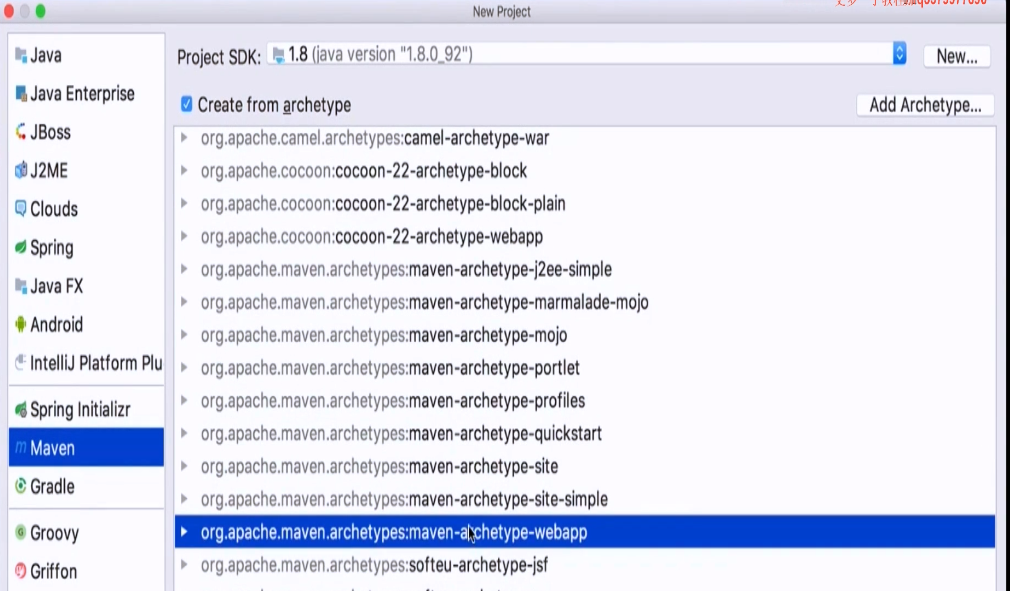 New Project
Java
Java Enterprise
JBoss
J2ME
Clouds
Spring
Java FX
Android
IntelliJ Platform Plu
Spring Initializr
Maven
Gradle
Groovy
Griffon
Project SDK: 1.8 (java version "1.8.0_92") New...
Create from archetype Add Archetype...
org.apache.camel.archetypes:camel-archetype-war
org.apache.cocoon:cocoon-22-archetype-block
org.apache.cocoon:cocoon-22-archetype-block-plain
org.apache.cocoon:cocoon-22-archetype-webapp
org.apache.maven.archetypes:maven-archetype-j2ee-simple
org.apache.maven.archetypes:maven-archetype-marmalade-mojo
org.apache.maven.archetypes:maven-archetype-mojo
org.apache.maven.archetypes:maven-archetype-portlet
org.apache.maven.archetypes:maven-archetype-profiles
org.apache.maven.archetypes:maven-archetype-quickstart
org.apache.maven.archetypes:maven-archetype-site
org.apache.maven.archetypes:maven-archetype-site-simple
org.apache.maven.archetypes:maven-archetype-webapp
org.apache.maven.archetypes:softeu-archetype-jsf